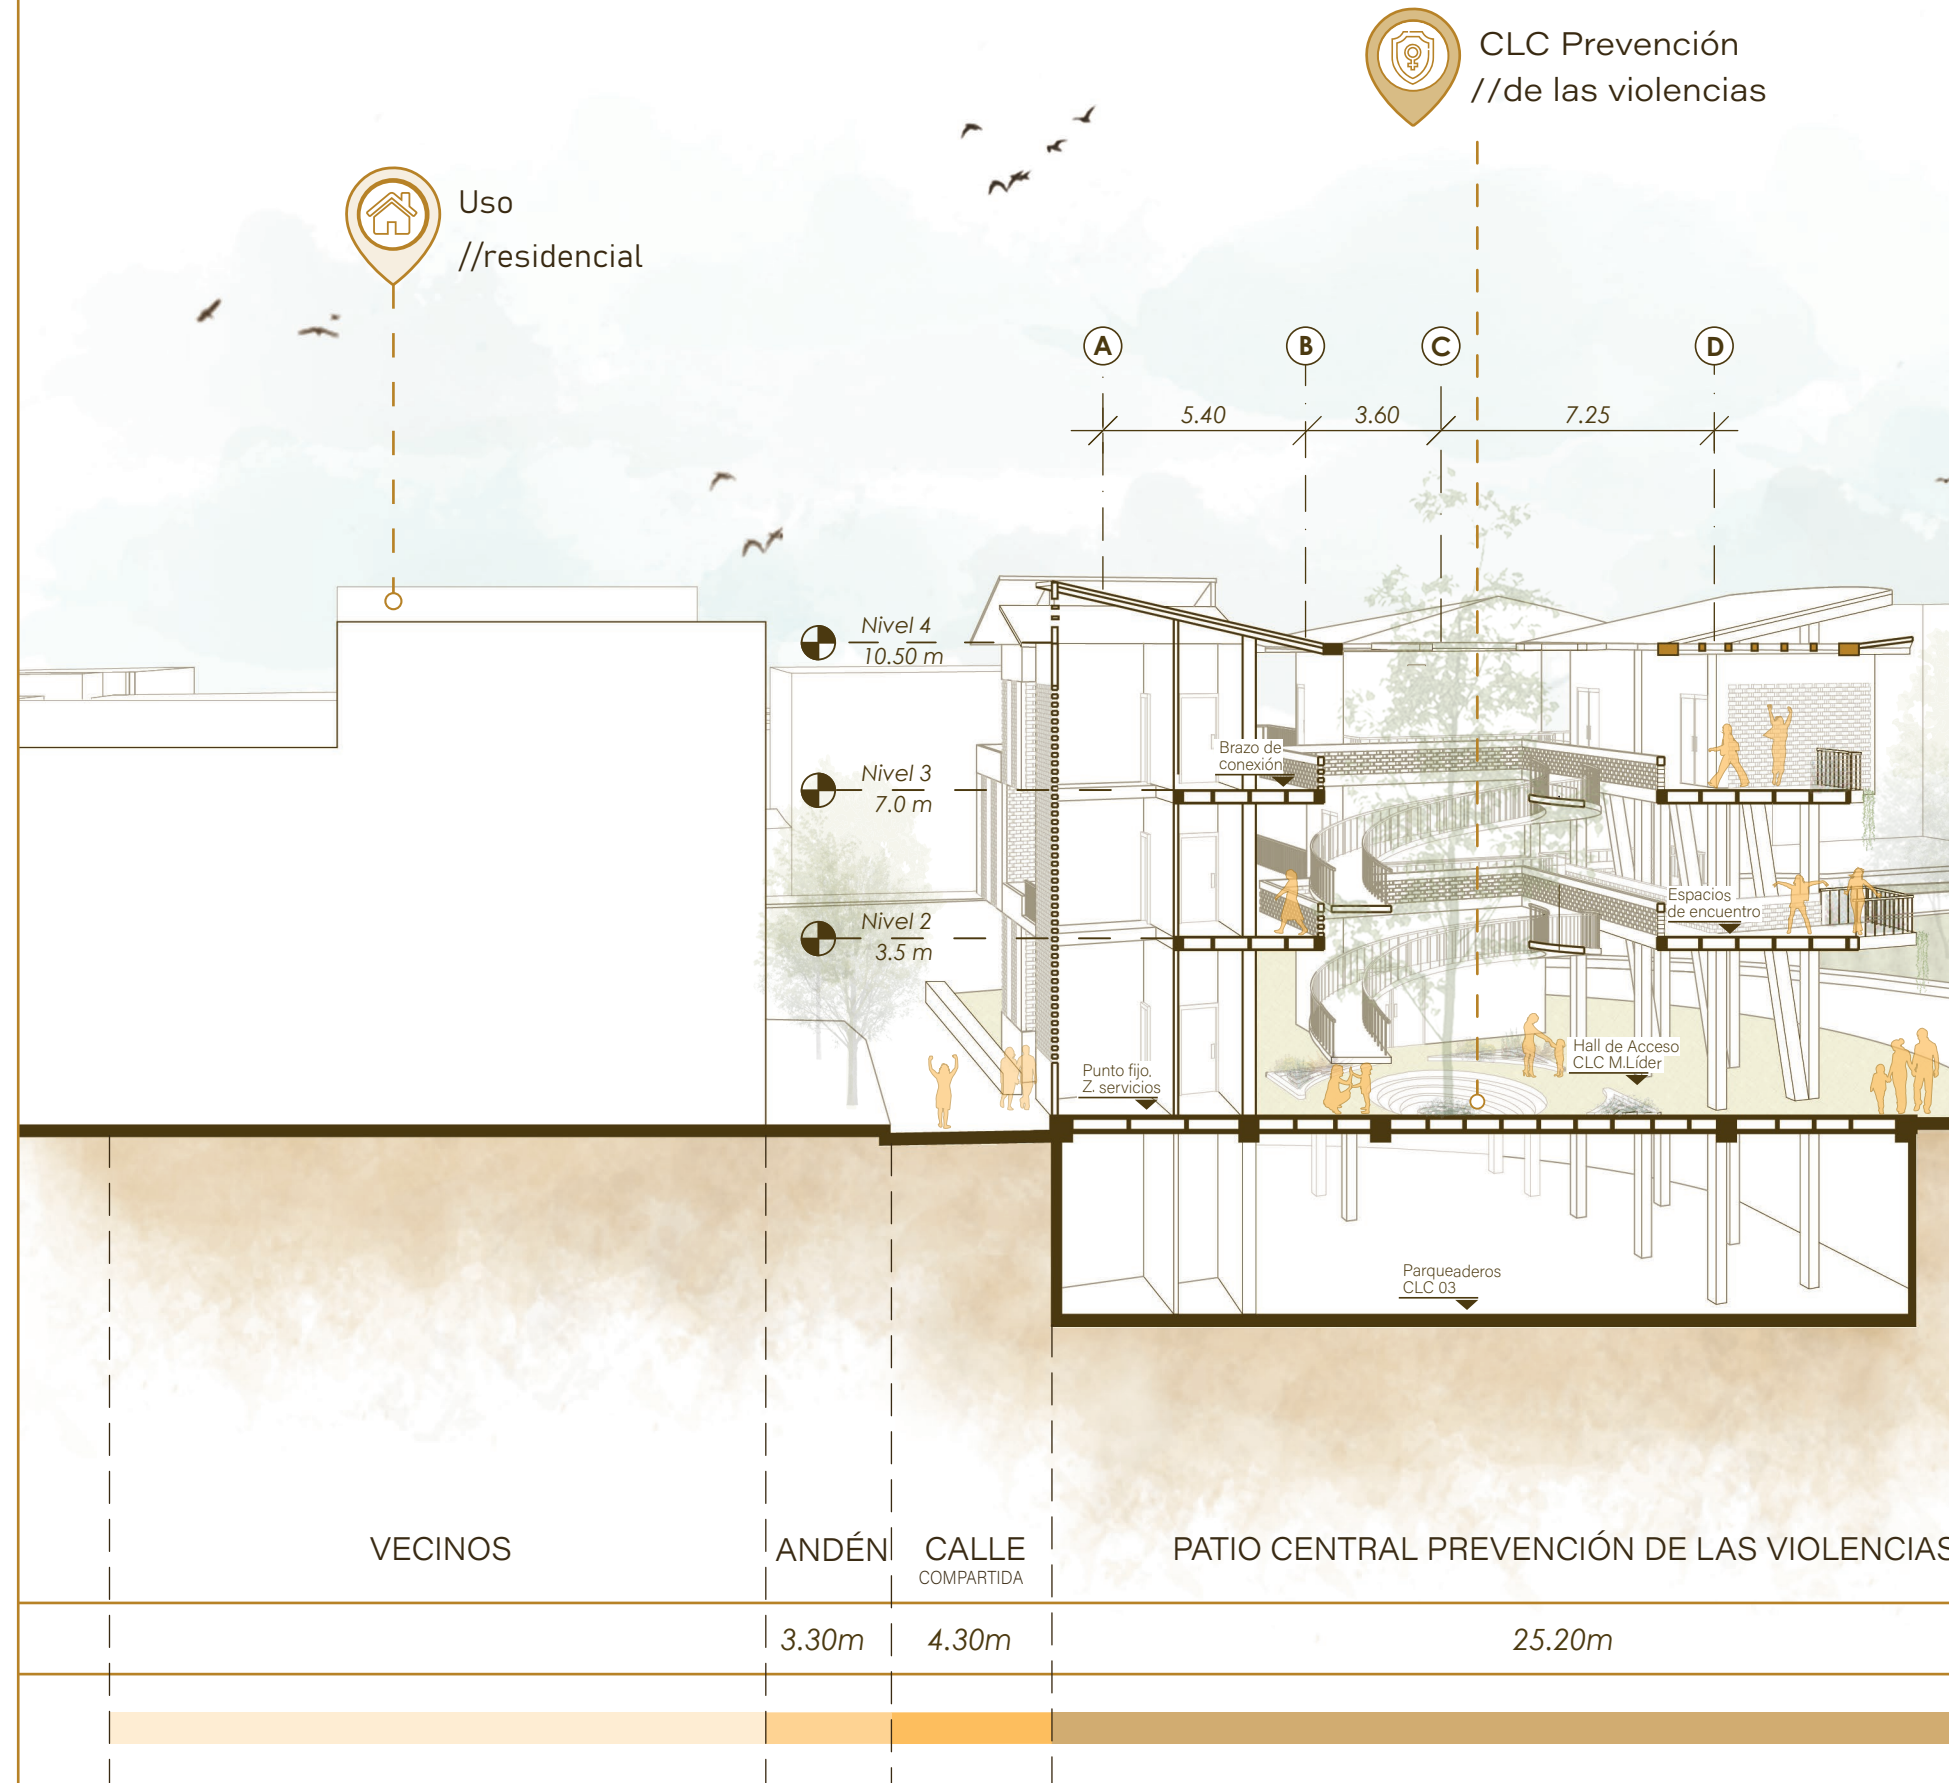 CLC Prevención
//de las violencias
Uso
//residencial
A
B
C
D
5.40
3.60
7.25
Nivel 4
10.50 m
Brazo de
conexión
Nivel 3
7.0 m
Espacios
de encuentro
Nivel 2
3.5 m
Hall de Acceso
CLC M.Líder
Punto fijo,
Z. servicios
Parqueaderos
CLC 03
VECINOS
ANDÉN
CALLE
COMPARTIDA
PATIO CENTRAL PREVENCIÓN DE LAS VIOLENCIAS
3.30m
4.30m
25.20m